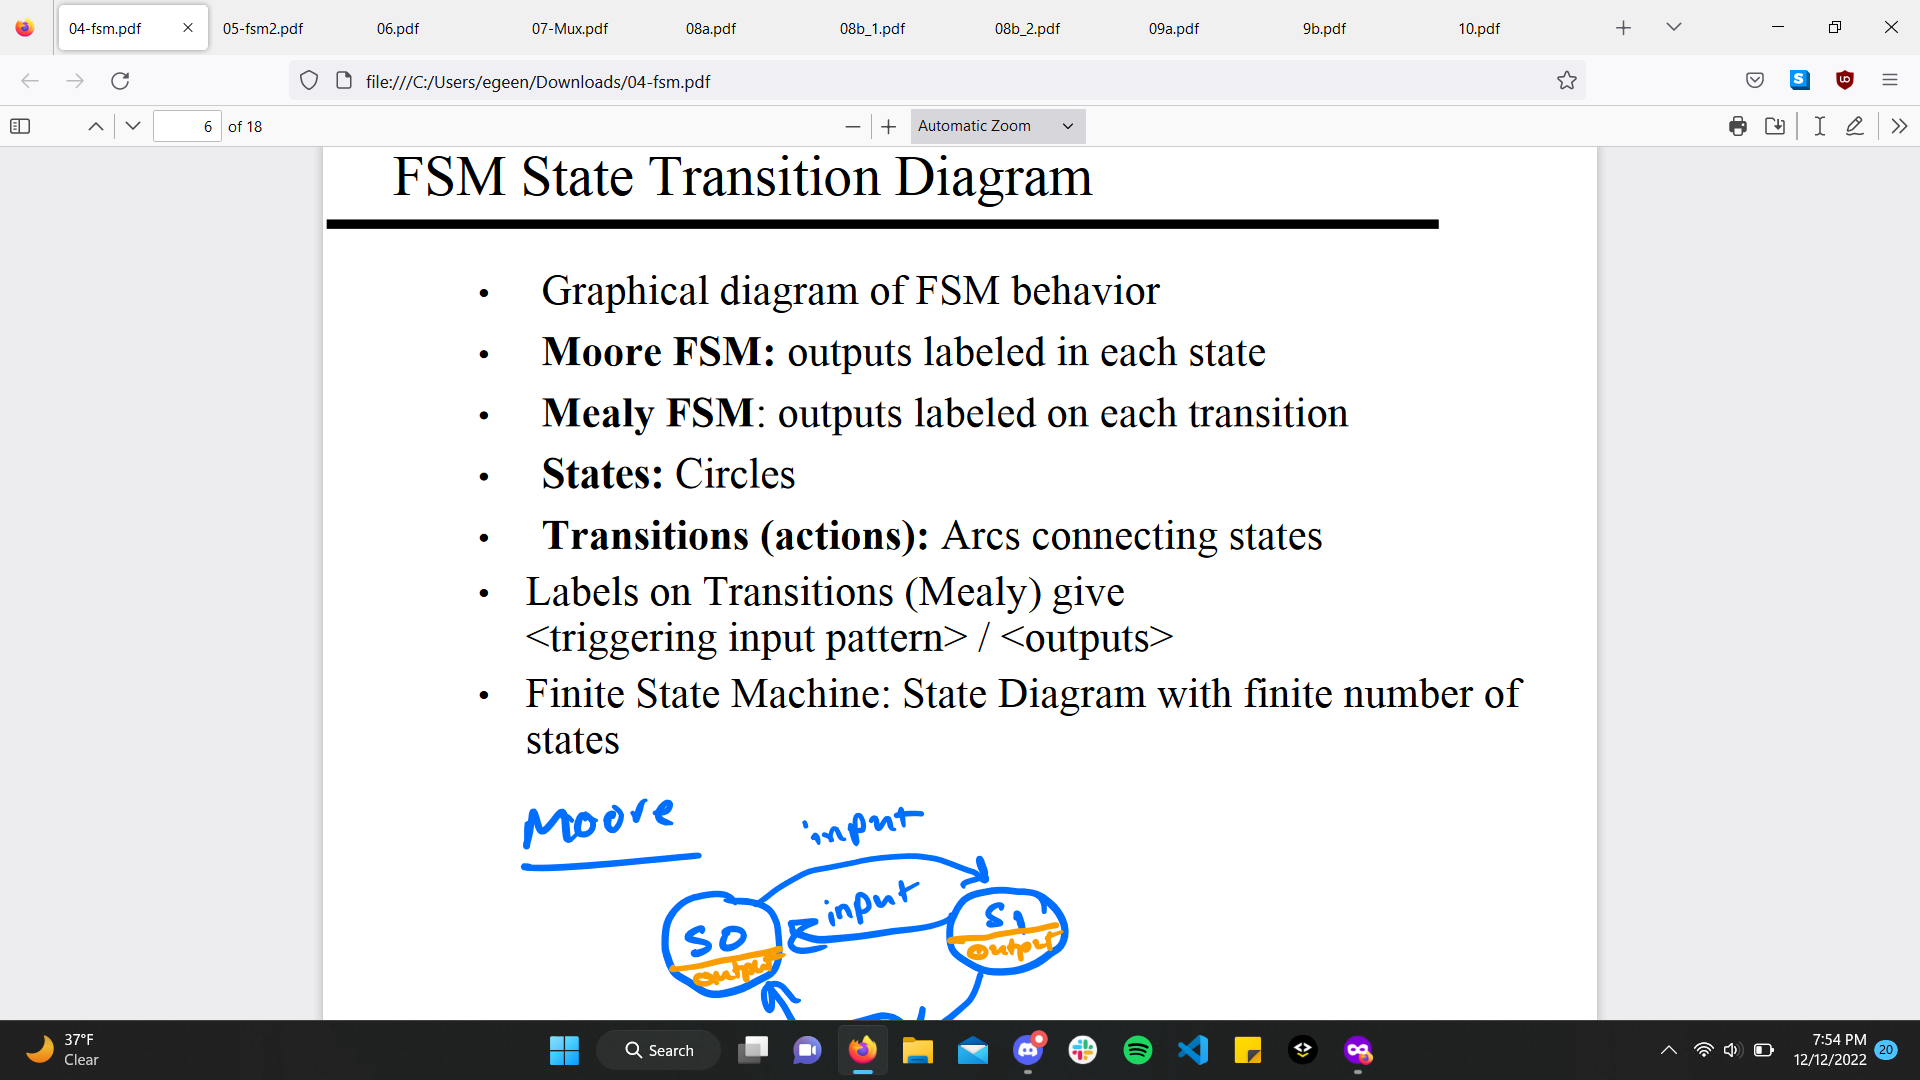 04-fsm.pdf
05-fsm2.pdf
06.pdf
07-Mux.pdf
08a.pdf
08b_1.pdf
08b_2.pdf
09a.pdf
9b.pdf
10.pdf
file:///C:/Users/egeen/Downloads/04-fsm.pdf
S
6 of 18
Automatic Zoom
FSM State Transition Diagram
• Graphical diagram of FSM behavior
• Moore FSM: outputs labeled in each state
• Mealy FSM: outputs labeled on each transition
• States: Circles
• Transitions (actions): Arcs connecting states
• Labels on Transitions (Mealy) give
<triggering input pattern> / <outputs>
• Finite State Machine: State Diagram with finite number of
states
Moore
input
input
S0
output
S1
output
37°F
Clear
Search
7:54 PM
12/12/2022
20